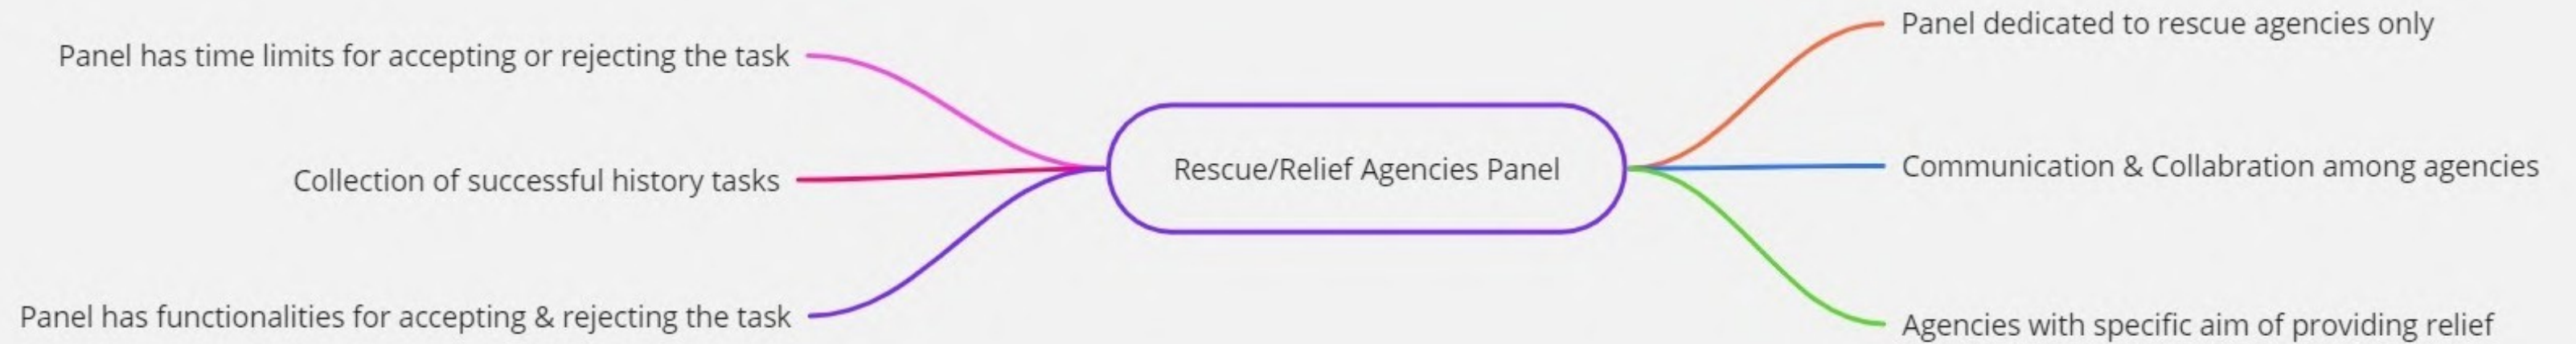 Panel has time limits for accepting or rejecting the task
Collection of successful history tasks
Panel has functionalities for accepting & rejecting the task
Rescue/Relief Agencies Panel
Panel dedicated to rescue agencies only
Communication & Collabration among agencies
Agencies with specific aim of providing relief